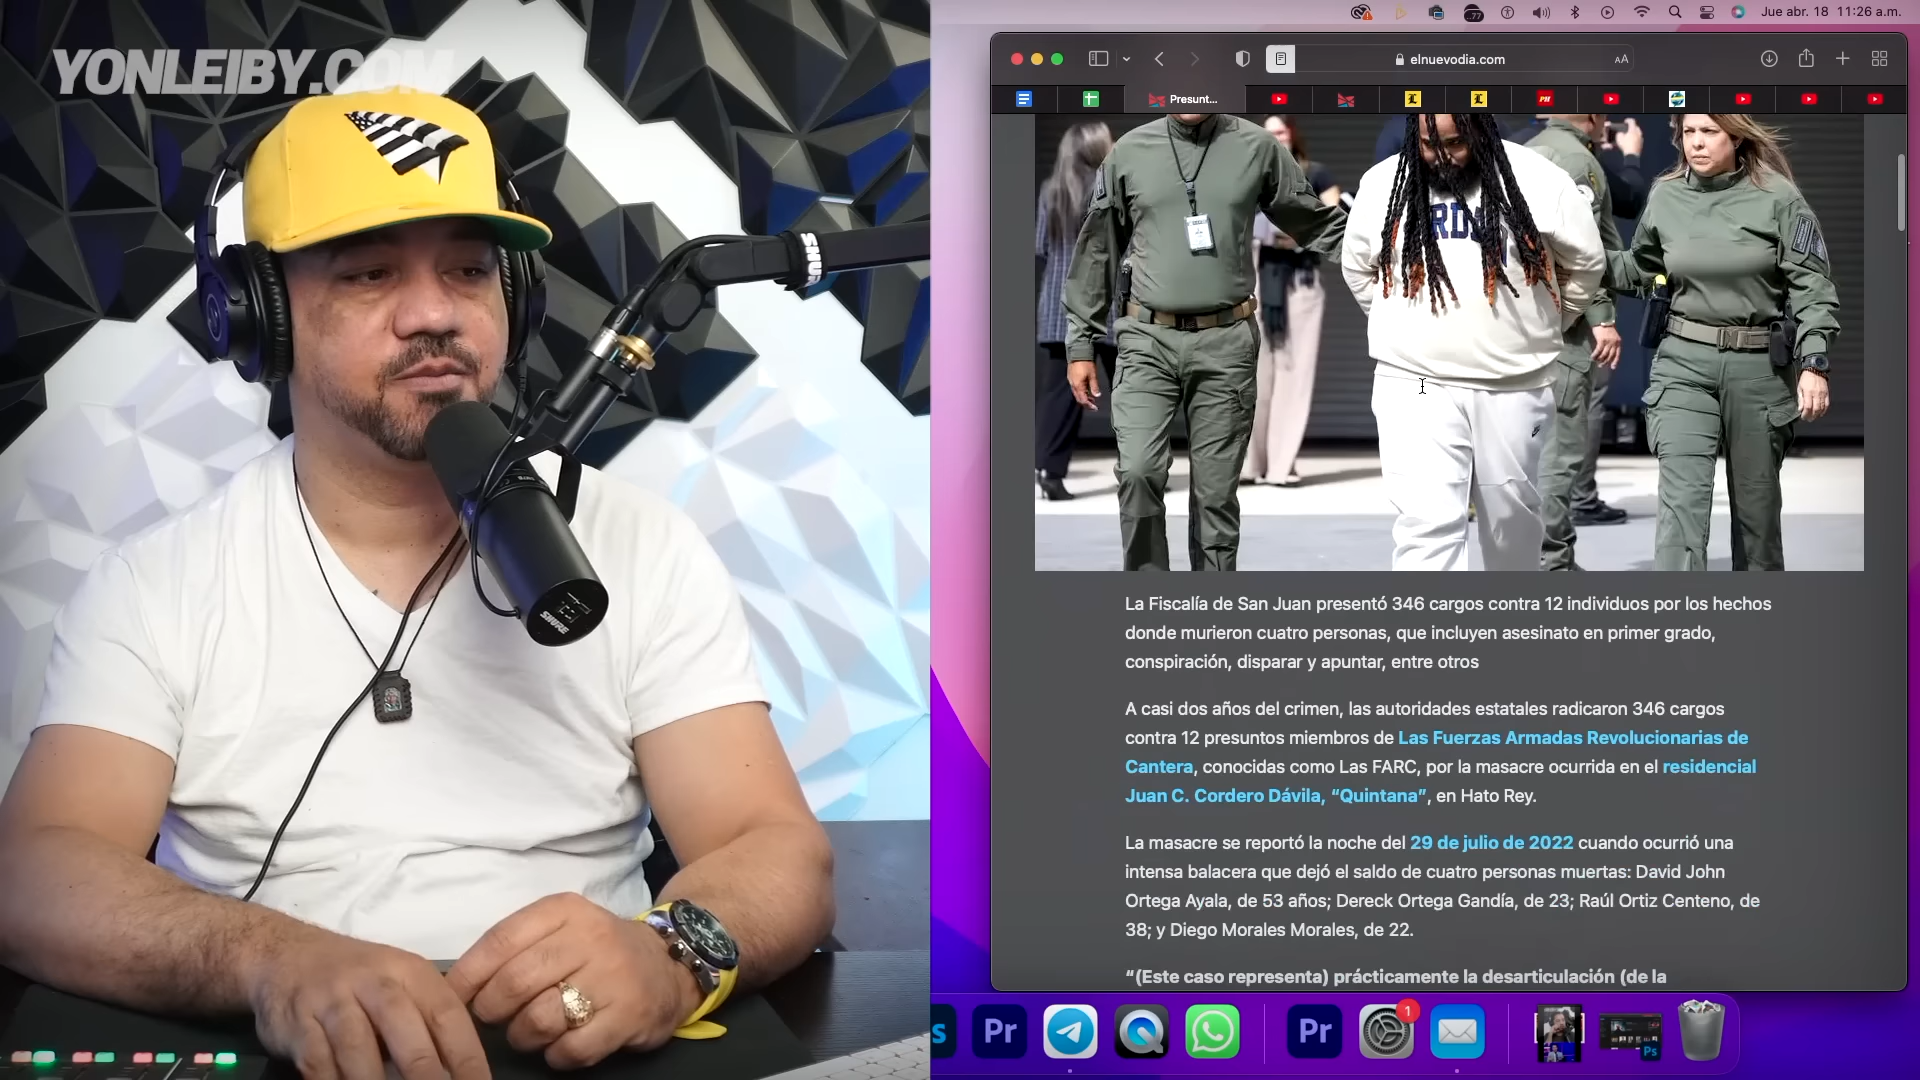 YONLEIBY.COM
Jue abr. 18 11:26 a.m.
elnuevodia.com
AA
Presunt...
SHURE
La Fiscalía de San Juan presentó 346 cargos contra 12 individuos por los hechos
donde murieron cuatro personas, que incluyen asesinato en primer grado,
conspiración, disparar y apuntar, entre otros
A casi dos años del crimen, las autoridades estatales radicaron 346 cargos
contra 12 presuntos miembros de Las Fuerzas Armadas Revolucionarias de
Cantera, conocidas como Las FARC, por la masacre ocurrida en el residencial
Juan C. Cordero Dávila, “Quintana”, en Hato Rey.
La masacre se reportó la noche del 29 de julio de 2022 cuando ocurrió una
intensa balacera que dejó el saldo de cuatro personas muertas: David John
Ortega Ayala, de 53 años; Dereck Ortega Gandía, de 23; Raúl Ortiz Centeno, de
38; y Diego Morales Morales, de 22.
“(Este caso representa) prácticamente la desarticulación (de la
SHURE
s Pr Pr 1 Ps